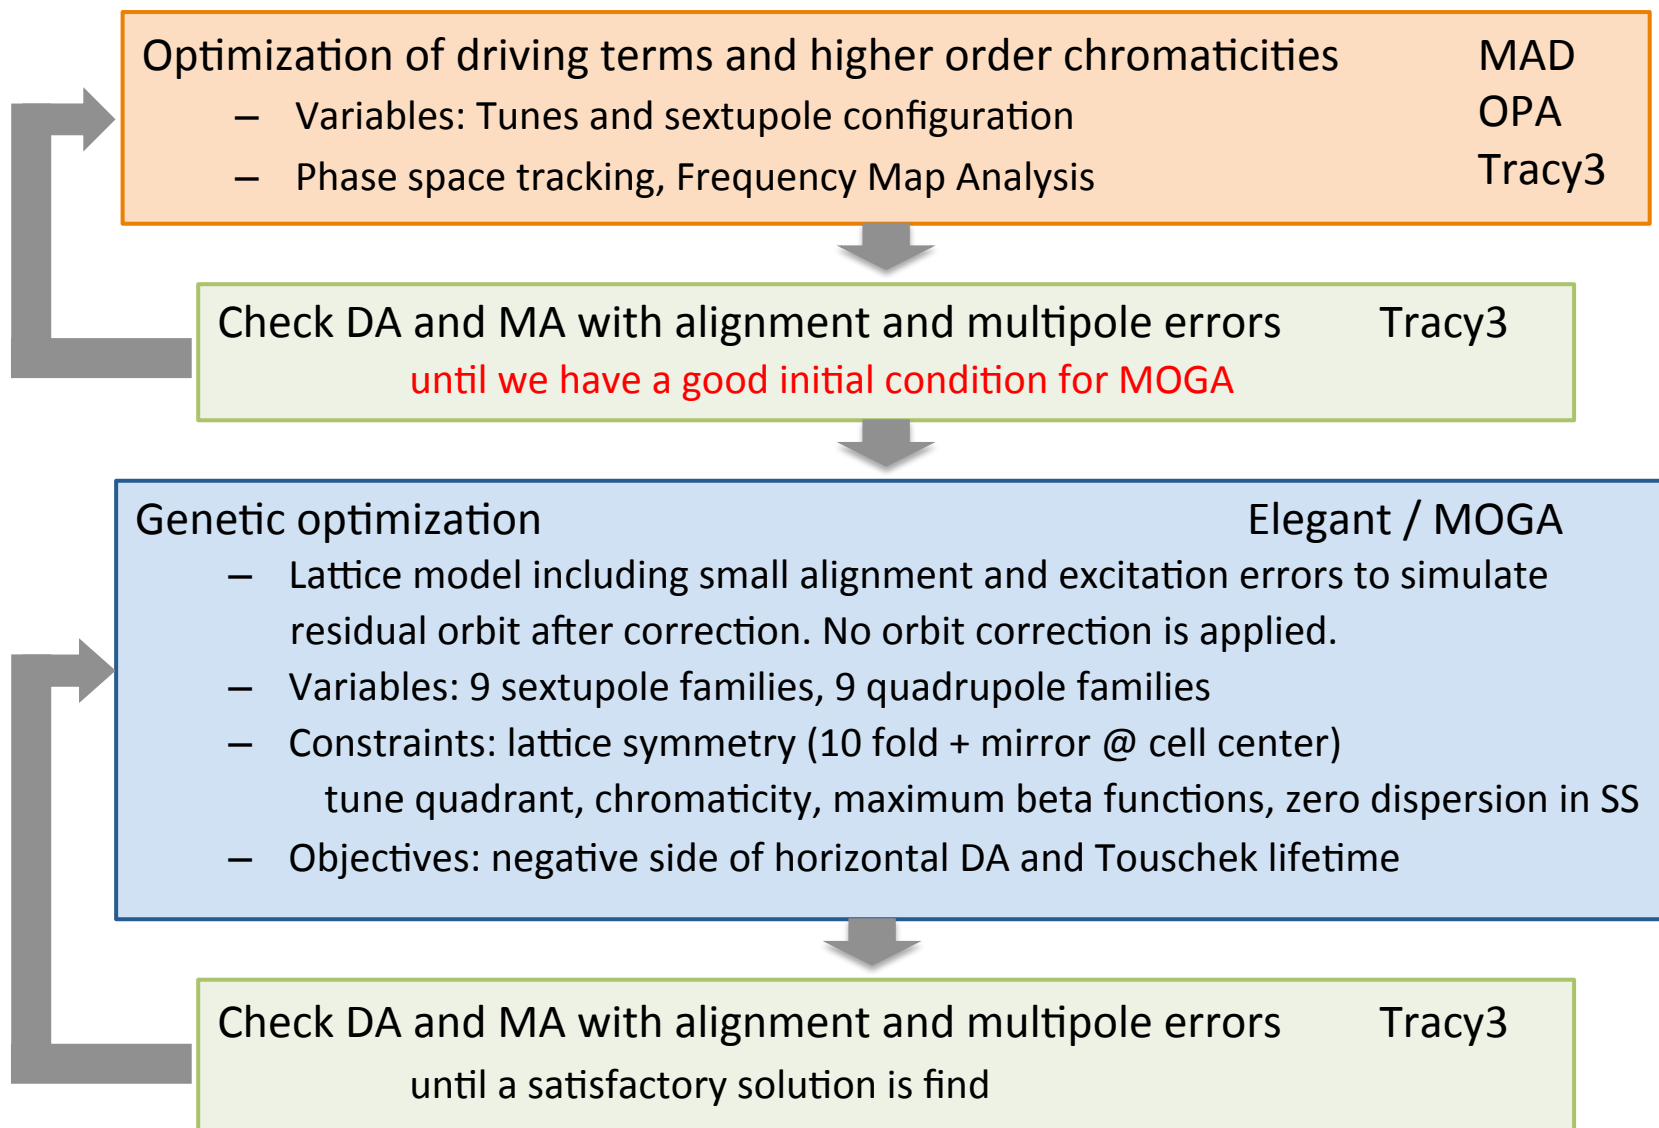 Optimization of driving terms and higher order chromaticities MAD
– Variables: Tunes and sextupole configuration OPA
– Phase space tracking, Frequency Map Analysis Tracy3
Check DA and MA with alignment and multipole errors Tracy3
until we have a good initial condition for MOGA
Genetic optimization Elegant / MOGA
– Lattice model including small alignment and excitation errors to simulate
residual orbit after correction. No orbit correction is applied.
– Variables: 9 sextupole families, 9 quadrupole families
– Constraints: lattice symmetry (10 fold + mirror @ cell center)
tune quadrant, chromaticity, maximum beta functions, zero dispersion in SS
– Objectives: negative side of horizontal DA and Touschek lifetime
Check DA and MA with alignment and multipole errors Tracy3
until a satisfactory solution is find